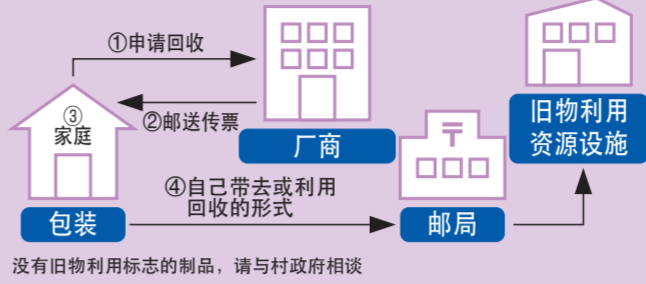 ①申请回收
②邮送传票
③
家庭
厂商
旧物利用
资源设施
④自己带去或利用
回收的形式
包装
〒
邮局
没有旧物利用标志的制品，请与村政府相谈